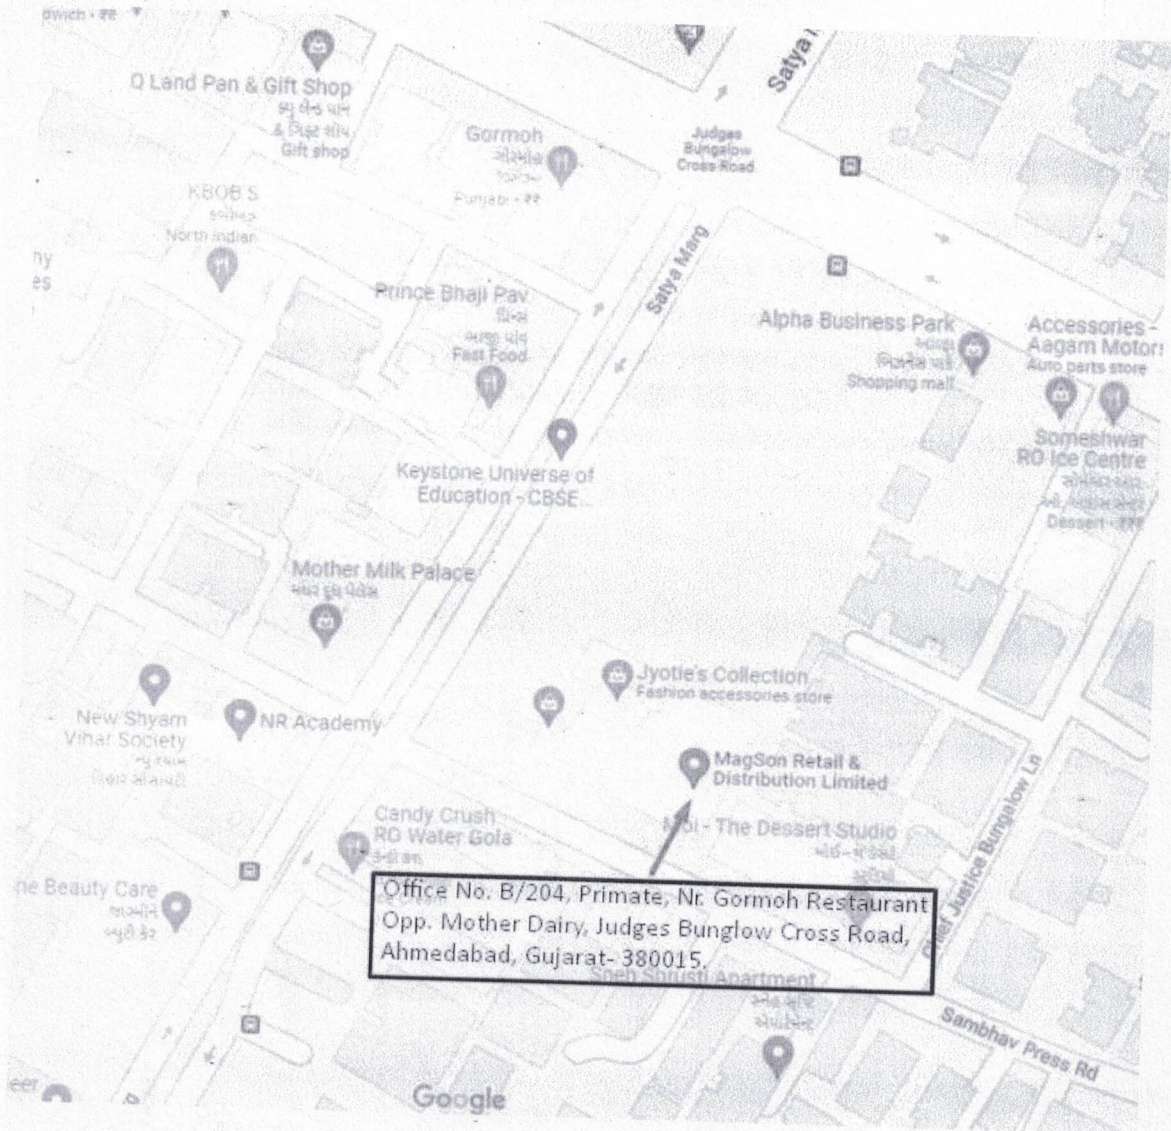 Satya
Q Land Pan & Gift Shop
ક્યુ લેન્ડ પાન
& ગિફ્ટ શોપ
Gift shop
Gormoh
Punjabi - ₹₹
Judges
Bungalow
Cross Road
KBOB S
North Indian
Satya Marg
Prince Bhaji Pav
Fast Food
Alpha Business Park
Shopping mall
Accessories -
Aagam Motors
Auto parts store
Someshwar
RO Ice Centre
Dessert - ₹₹₹
Keystone Universe of
Education - CBSE...
Mother Milk Palace
મધર દૂધ પેલેસ
Jyotie's Collection
Fashion accessories store
New Shyam
Vihar Society
NR Academy
MagSon Retail &
Distribution Limited
Candy Crush
RO Water Gola
- The Dessert Studio
Beauty Care
Office No. B/204, Primate, Nr. Gormoh Restaurant
Opp. Mother Dairy, Judges Bunglow Cross Road,
Ahmedabad, Gujarat- 380015.
Chief Justice Bungalow Ln
Sneh Shrusti Apartment
Sambhav Press Rd
Google